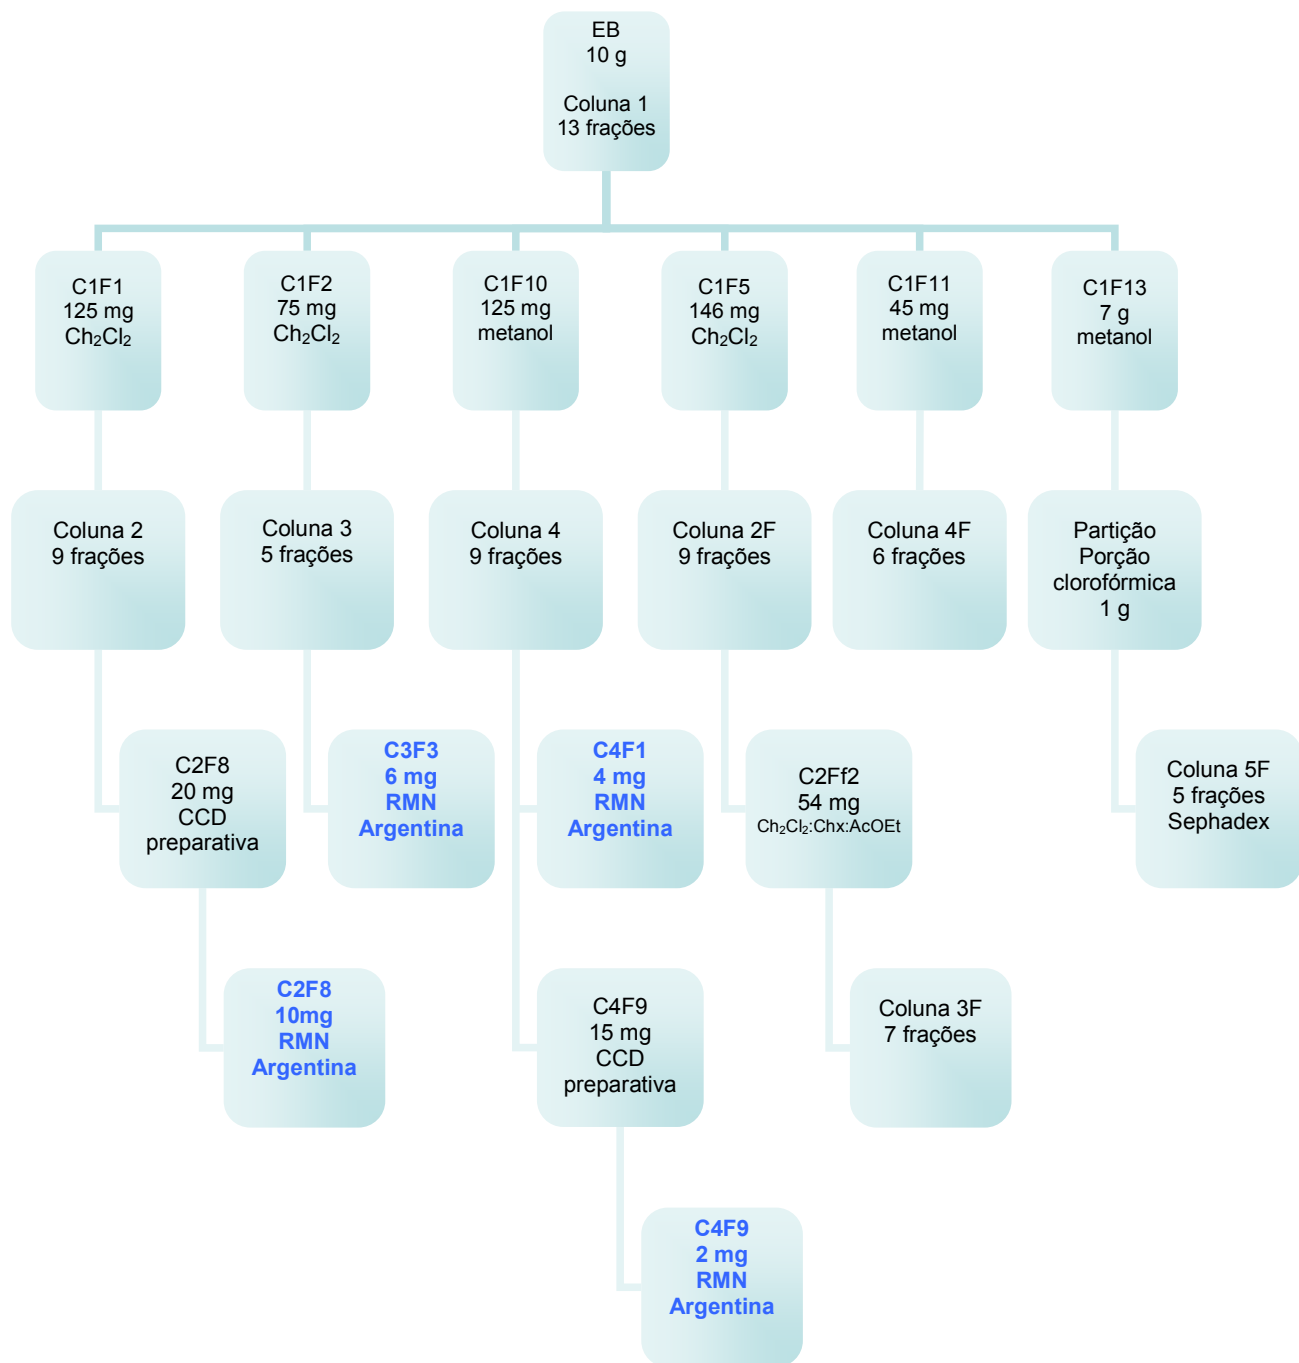 EB
10 g
Coluna 1
13 frações
C1F1
125 mg
Ch₂Cl₂
C1F2
75 mg
Ch₂Cl₂
C1F10
125 mg
metanol
C1F5
146 mg
Ch₂Cl₂
C1F11
45 mg
metanol
C1F13
7 g
metanol
Coluna 2
9 frações
Coluna 3
5 frações
Coluna 4
9 frações
Coluna 2F
9 frações
Coluna 4F
6 frações
Partição
Porção
clorofórmica
1 g
C2F8
20 mg
CCD
preparativa
C3F3
6 mg
RMN
Argentina
C4F1
4 mg
RMN
Argentina
C2Ff2
54 mg
Ch₂Cl₂:Chx:AcOEt
Coluna 5F
5 frações
Sephadex
C2F8
10mg
RMN
Argentina
C4F9
15 mg
CCD
preparativa
Coluna 3F
7 frações
C4F9
2 mg
RMN
Argentina